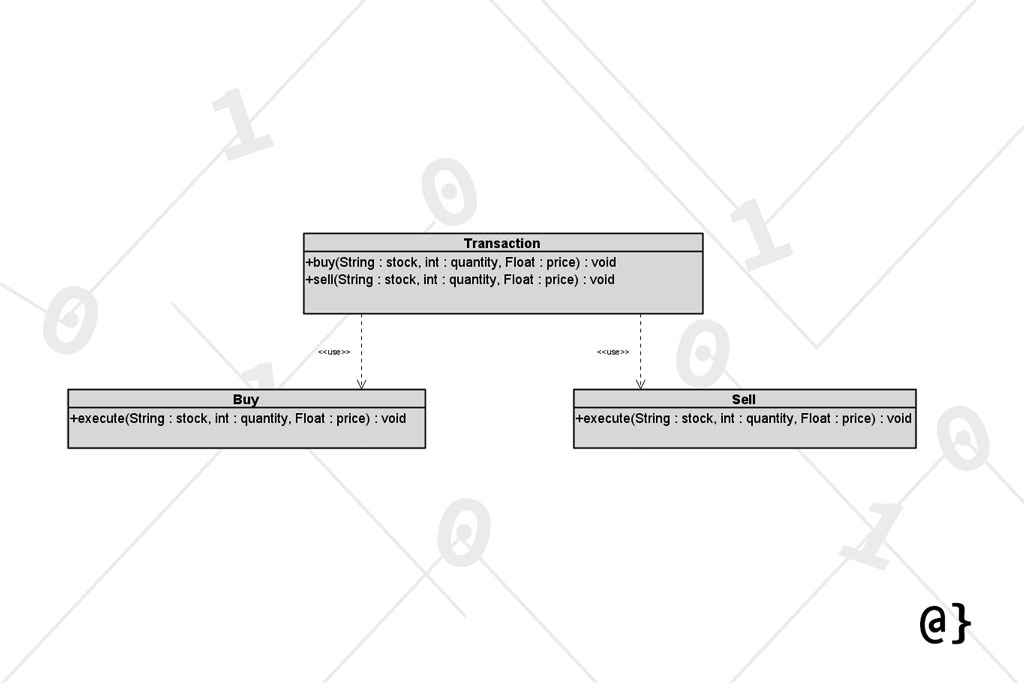 1
0
1
Transaction
+buy(String : stock, int : quantity, Float : price) : void
+sell(String : stock, int : quantity, Float : price) : void
0
0
<<use>>
<<use>>
1
Buy
+execute(String : stock, int : quantity, Float : price) : void
Sell
+execute(String : stock, int : quantity, Float : price) : void
0
0
1
@}